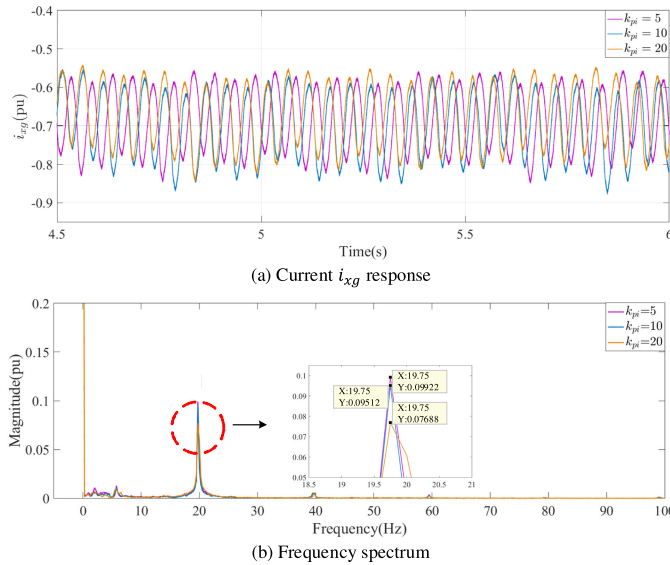 -0.4
-0.5
-0.6
-0.7
-0.8
-0.9
i_xg (pu)
k_pi = 5
k_pi = 10
k_pi = 20
4.5 5 5.5 6
Time(s)
(a) Current i_xg response
0.2
0.15
0.1
0.05
0
Magnitude(pu)
k_pi=5
k_pi=10
k_pi=20
0.1
0.09
0.08
0.07
0.06
0.05
X:19.75
Y:0.09922
X:19.75
Y:0.09512
X:19.75
Y:0.07688
18.5 19 19.5 20 20.5 21
0 10 20 30 40 50 60 70 80 90 100
Frequency(Hz)
(b) Frequency spectrum